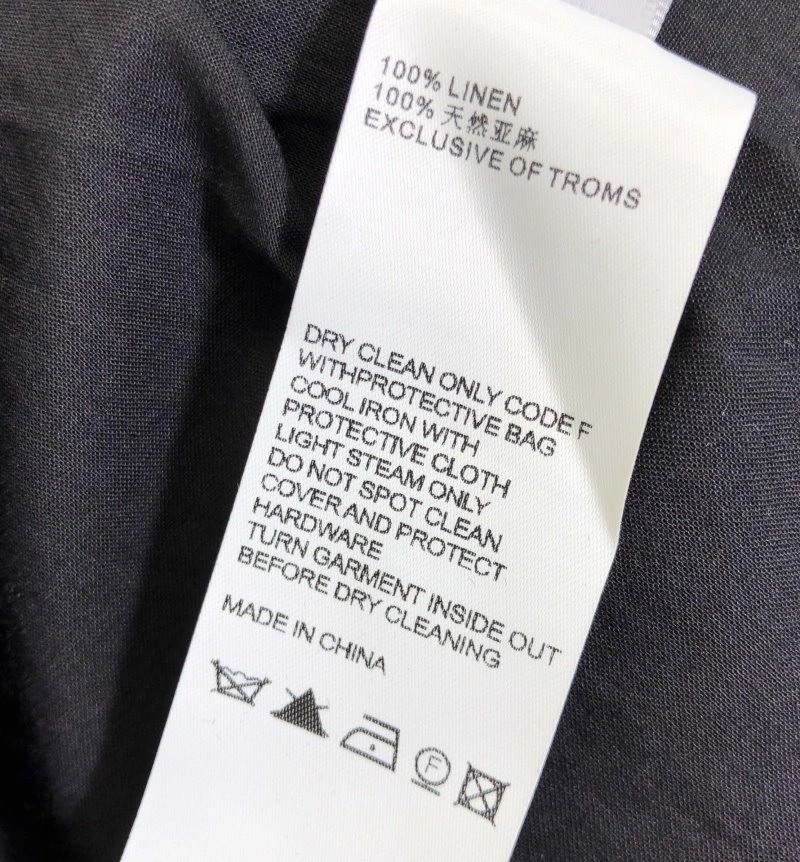 100% LINEN
100% 天然亚麻
EXCLUSIVE OF TROMS
DRY CLEAN ONLY CODE F
WITHPROTECTIVE BAG
COOL IRON WITH
PROTECTIVE CLOTH
LIGHT STEAM ONLY
DO NOT SPOT CLEAN
COVER AND PROTECT
HARDWARE
TURN GARMENT INSIDE OUT
BEFORE DRY CLEANING
MADE IN CHINA
F